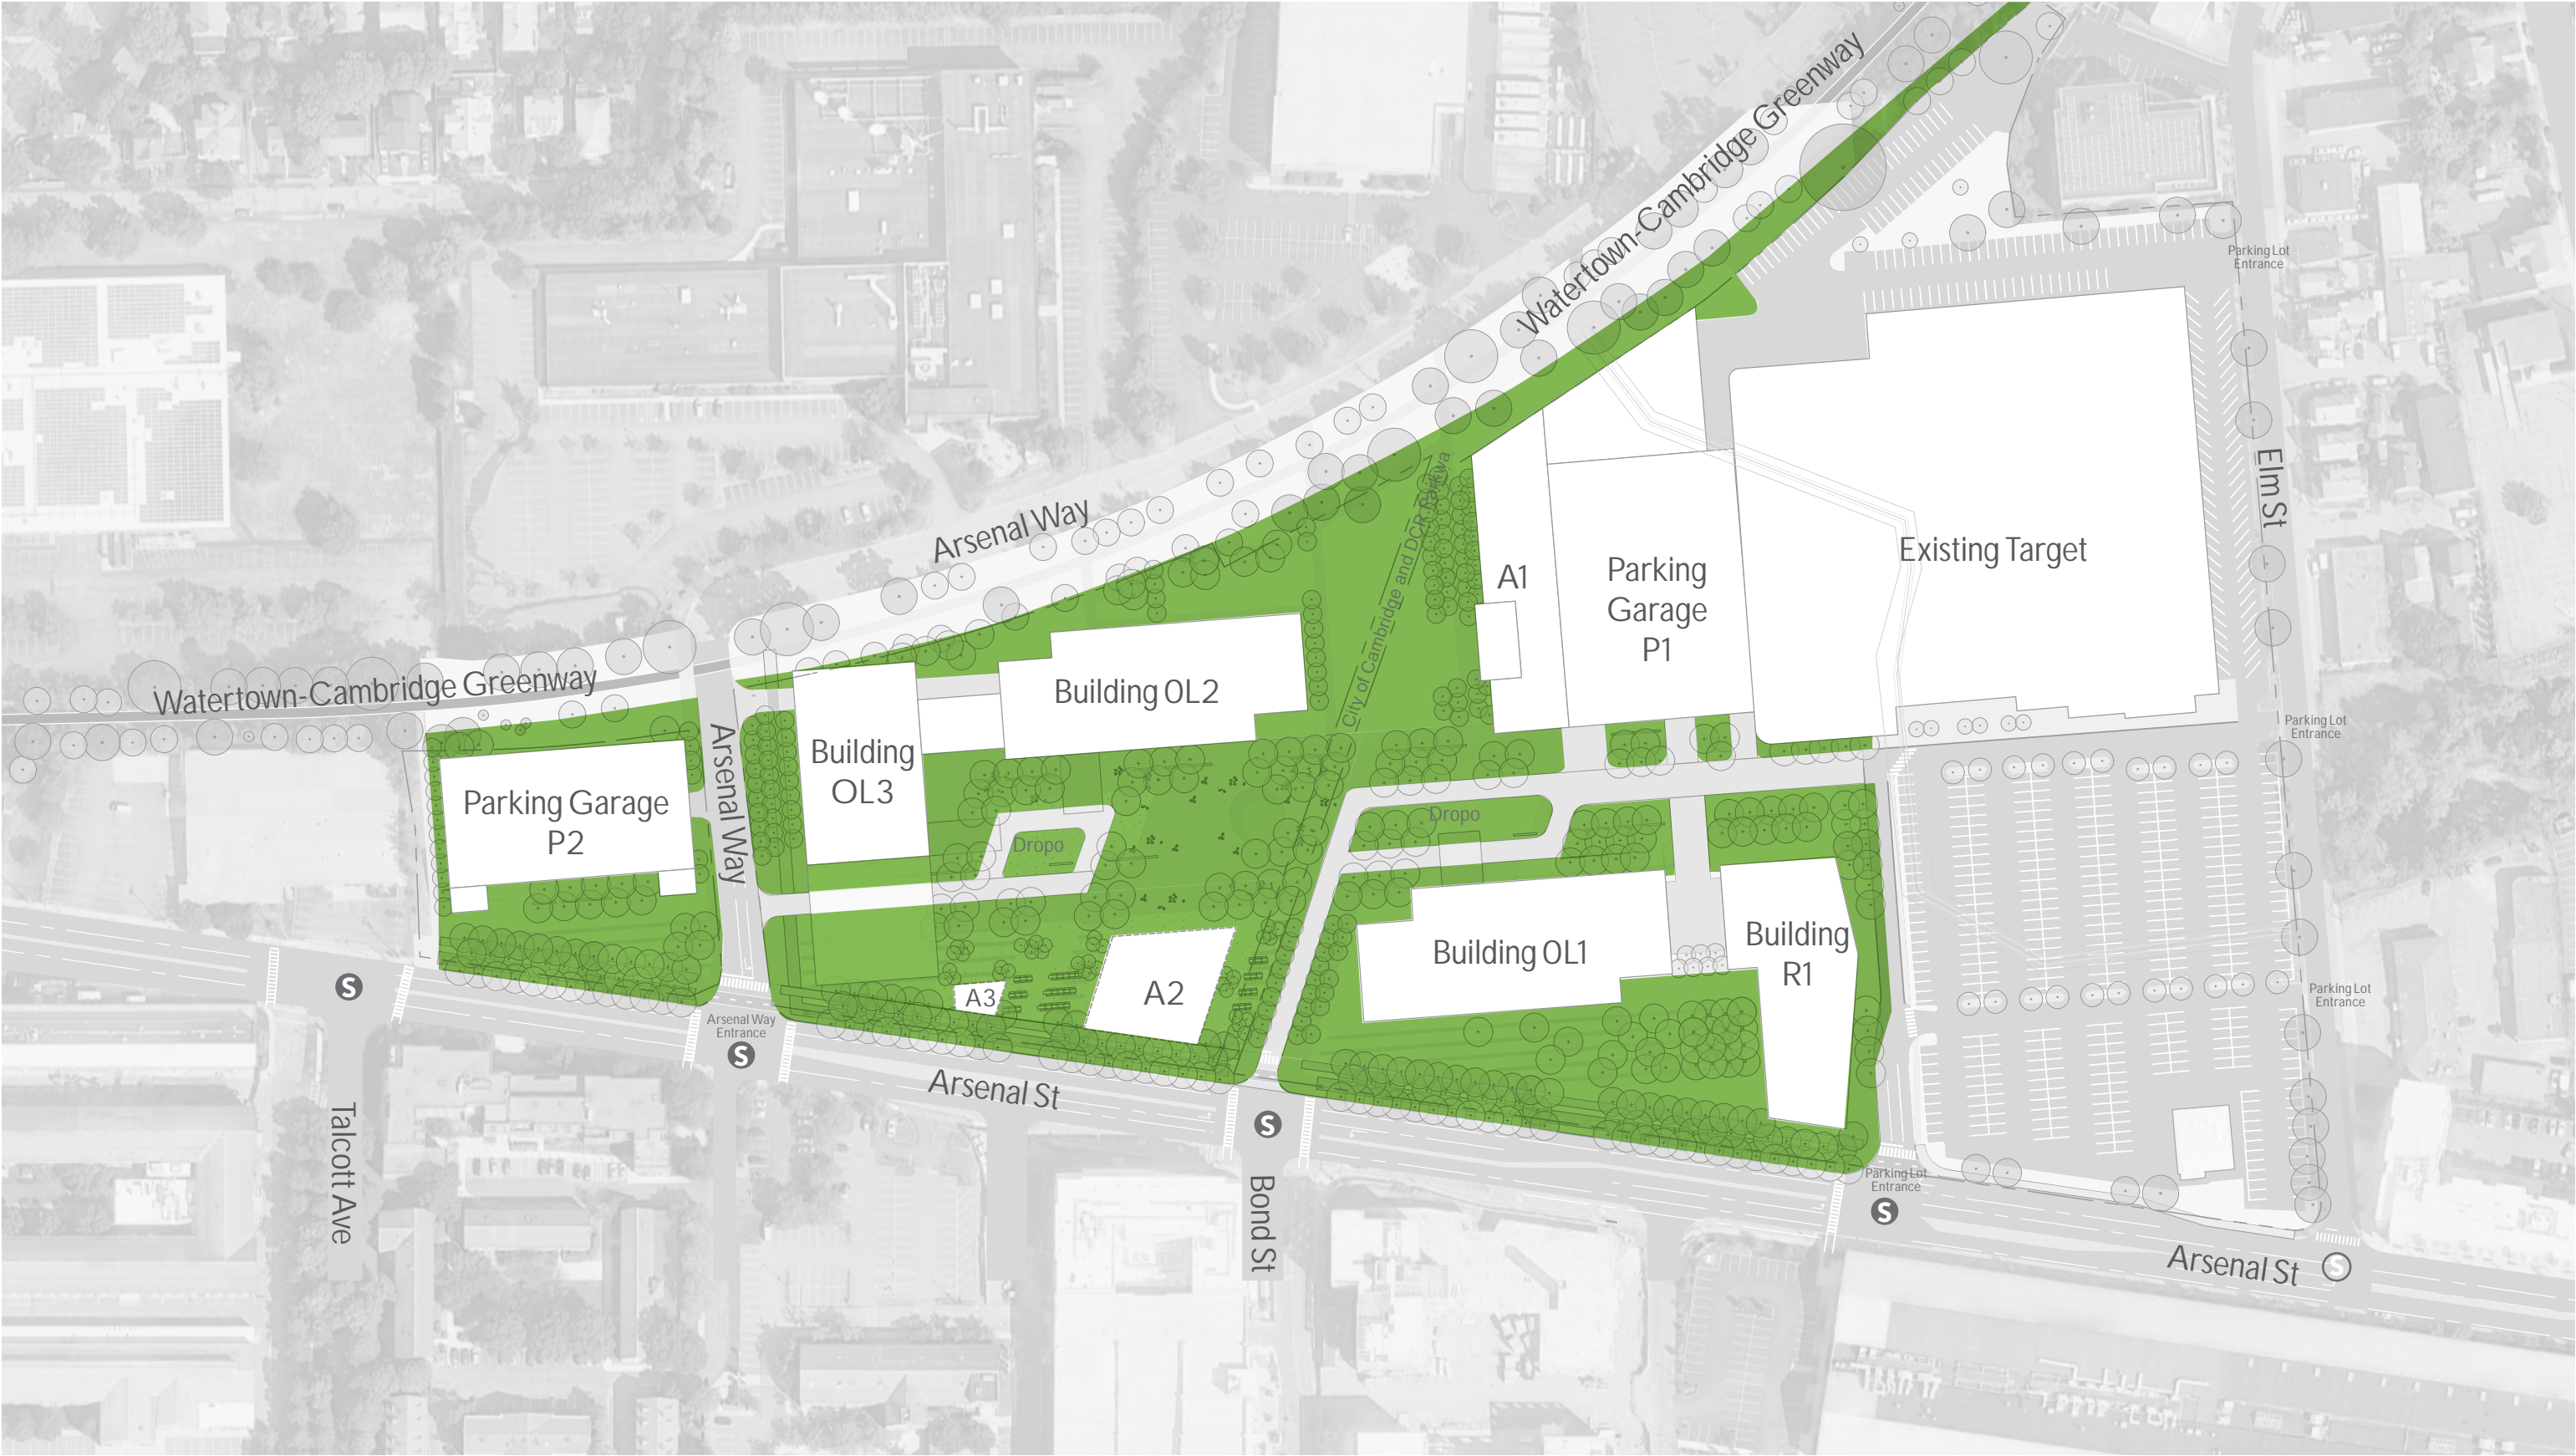 Watertown-Cambridge Greenway
Parking Lot
Entrance
Elm St
Arsenal Way
City of Cambridge and DCR Parkwa
A1
Parking
Garage
P1
Existing Target
Watertown-Cambridge Greenway
Building OL2
Building
OL3
Arsenal Way
Parking Garage
P2
Parking Lot
Entrance
Dropo
Dropo
Building OL1
Building
R1
A2
A3
S
Arsenal Way
Entrance
S
Parking Lot
Entrance
Arsenal St
S
Talcott Ave
Bond St
Parking Lot
Entrance
S
Arsenal St
S